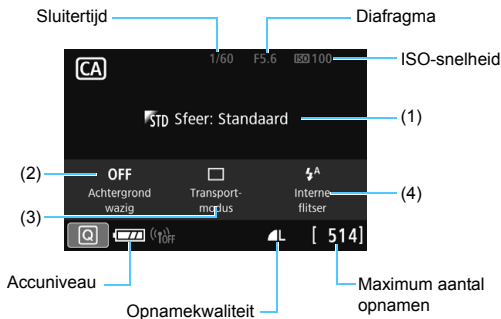 Sluitertijd
Diafragma
CA
1/60 F5.6 ISO 100
ISO-snelheid
STD Sfeer: Standaard
(1)
(2)
OFF
A
Achtergrond wazig
Transport-modus
Interne flitser
(3)
(4)
Q
OFF
L
[ 514]
Accuniveau
Opnamekwaliteit
Maximum aantal
opnamen